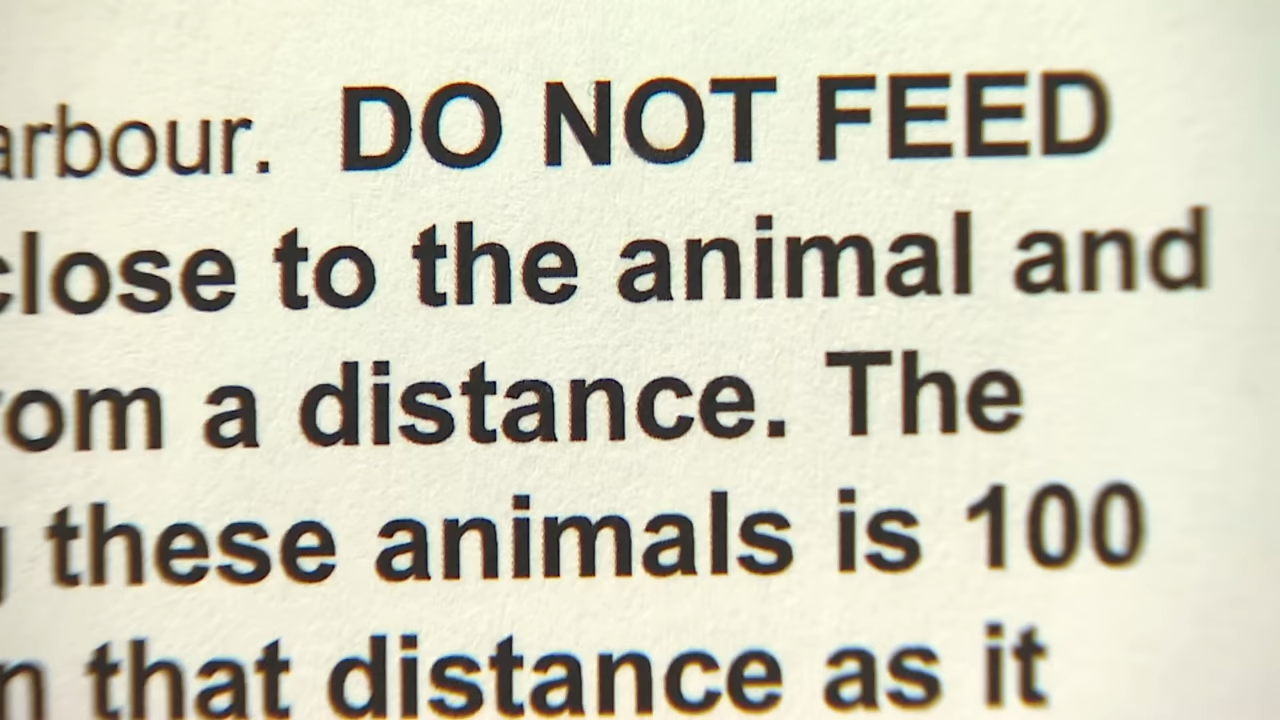 arbour. DO NOT FEED
close to the animal and
rom a distance. The
these animals is 100
that distance as it